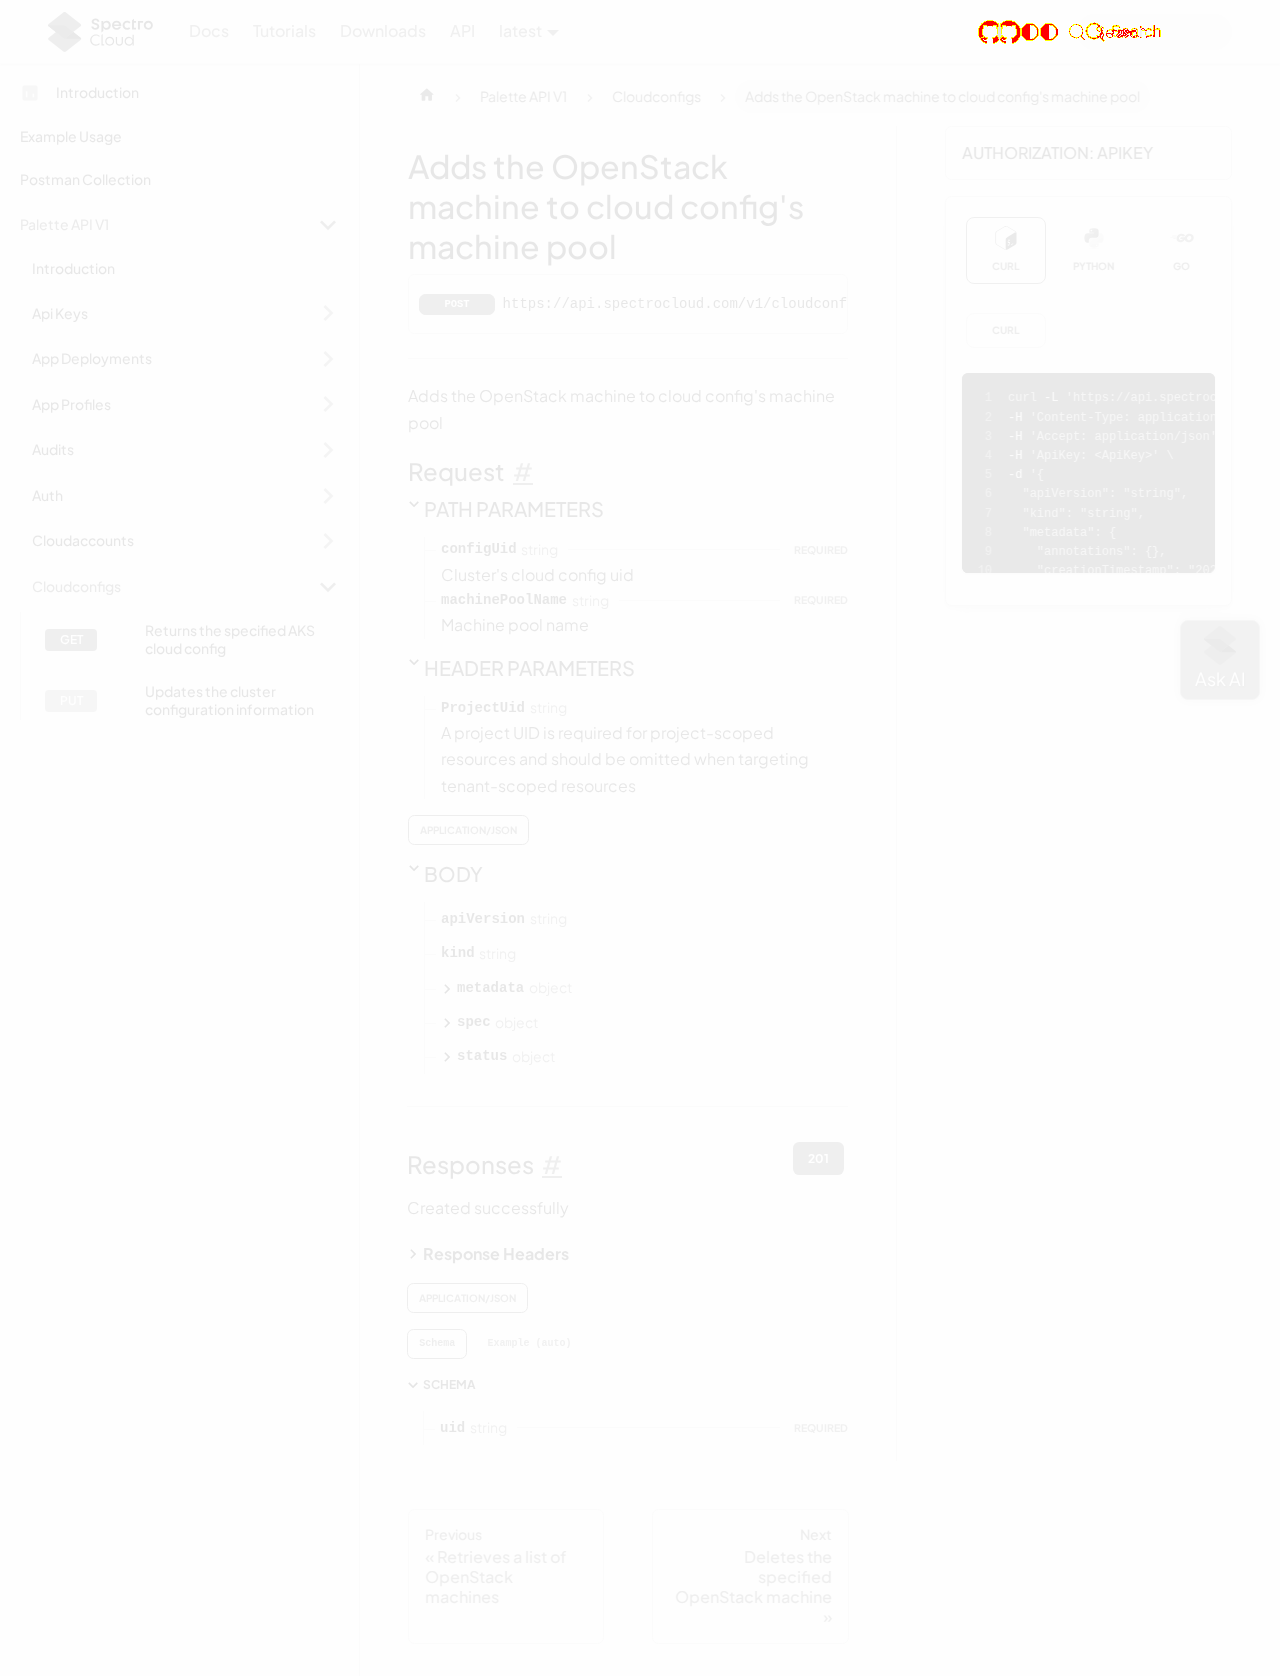 Spectro
Cloud
Docs
Tutorials
Downloads
API
latest
Introduction
Example Usage
Postman Collection
Palette API V1
Introduction
Api Keys
App Deployments
App Profiles
Audits
Auth
Cloudaccounts
Cloudconfigs
GET
Returns the specified AKS
cloud config
PUT
Updates the cluster
configuration information
Palette API V1
Cloudconfigs
Adds the OpenStack machine to cloud config's machine pool
Adds the OpenStack
machine to cloud config's
machine pool
POST
https://api.spectrocloud.com/v1/cloudconf
Adds the OpenStack machine to cloud config's machine
pool
Request #
PATH PARAMETERS
configUid string REQUIRED
Cluster's cloud config uid
machinePoolName string REQUIRED
Machine pool name
HEADER PARAMETERS
ProjectUid string
A project UID is required for project-scoped
resources and should be omitted when targeting
tenant-scoped resources
APPLICATION/JSON
BODY
apiVersion string
kind string
metadata object
spec object
status object
Responses #
201
Created successfully
Response Headers
APPLICATION/JSON
Schema
Example (auto)
SCHEMA
uid string REQUIRED
Previous
« Retrieves a list of
OpenStack
machines
Next
Deletes the
specified
OpenStack machine
»
AUTHORIZATION: APIKEY
CURL
PYTHON
GO
GO
CURL
1 curl -L 'https://api.spectroc
2 -H 'Content-Type: application
3 -H 'Accept: application/json'
4 -H 'ApiKey: <ApiKey>' \
5 -d '{
6 "apiVersion": "string",
7 "kind": "string",
8 "metadata": {
9 "annotations": {},
10 "creationTimestamp": "202
Ask AI